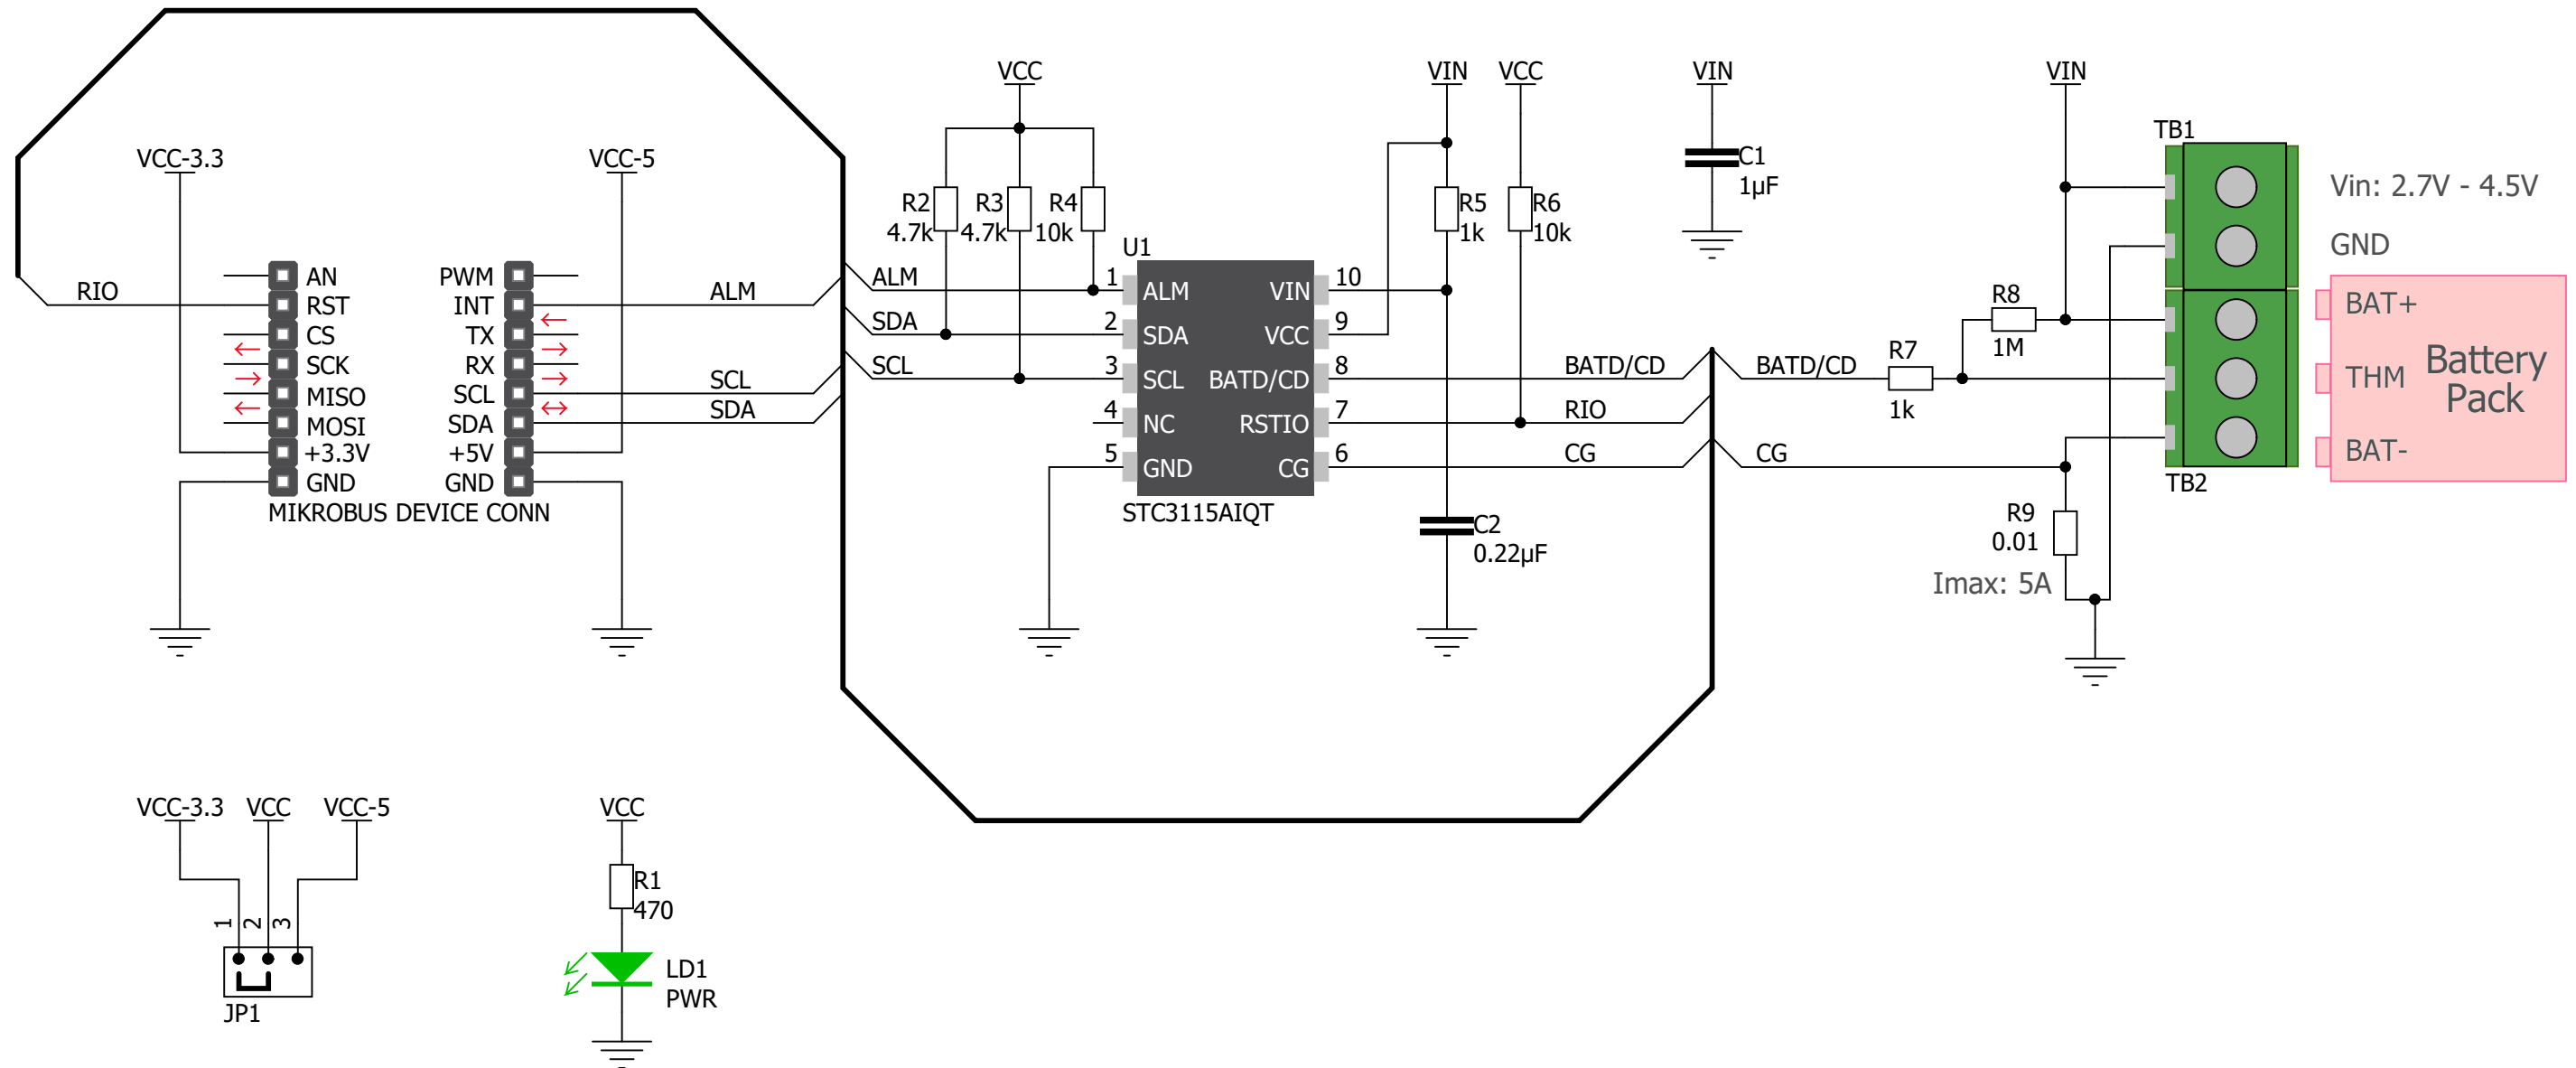 VCC-3.3
VCC-5
RIO
AN
RST
CS
SCK
MISO
MOSI
+3.3V
GND
PWM
INT
TX
RX
SCL
SDA
+5V
GND
MIKROBUS DEVICE CONN
ALM
SCL
SDA
VCC
R2
4.7k
R3
4.7k
R4
10k
ALM
SDA
SCL
U1
1
2
3
4
5
ALM
SDA
SCL
NC
GND
VIN
VCC
BATD/CD
RSTIO
CG
10
9
8
7
6
STC3115AIQT
VIN
VCC
R5
1k
R6
10k
C2
0.22µF
VIN
C1
1µF
BATD/CD
RIO
CG
BATD/CD
CG
R7
1k
R8
1M
VIN
R9
0.01
Imax: 5A
TB1
TB2
Vin: 2.7V - 4.5V
GND
BAT+
THM
BAT-
Battery
Pack
VCC-3.3
VCC
VCC-5
1
2
3
JP1
VCC
R1
470
LD1
PWR